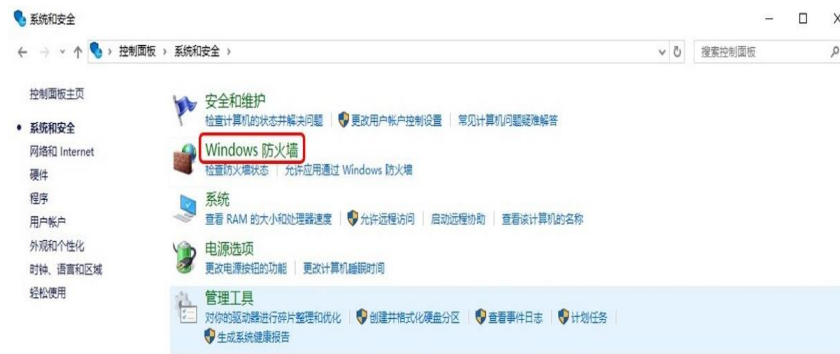 系统和安全
控制面板 › 系统和安全 ›
搜索控制面板
控制面板主页
系统和安全
网络和 Internet
硬件
程序
用户帐户
外观和个性化
时钟、语言和区域
轻松使用
安全和维护
检查计算机的状态并解决问题 更改用户帐户控制设置 常见计算机问题疑难解答
Windows 防火墙
检查防火墙状态 允许应用通过 Windows 防火墙
系统
查看 RAM 的大小和处理器速度 允许远程访问 启动远程协助 查看该计算机的名称
电源选项
更改电源按钮的功能 更改计算机睡眠时间
管理工具
对你的驱动器进行碎片整理和优化 创建并格式化硬盘分区 查看事件日志 计划任务
生成系统健康报告